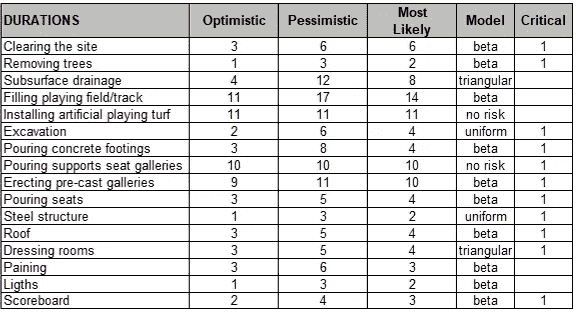 DURATIONS Optimistic Pessimistic Most Likely Model Critical
Clearing the site 3 6 6 beta 1
Removing trees 1 3 2 beta 1
Subsurface drainage 4 12 8 triangular
Filling playing field/track 11 17 14 beta
Installing artificial playing turf 11 11 11 no risk
Excavation 2 6 4 uniform 1
Pouring concrete footings 3 8 4 beta 1
Pouring supports seat galleries 10 10 10 no risk 1
Erecting pre-cast galleries 9 11 10 beta 1
Pouring seats 3 5 4 beta 1
Steel structure 1 3 2 uniform 1
Roof 3 5 4 beta 1
Dressing rooms 3 5 4 triangular 1
Paining 3 6 3 beta
Ligths 1 3 2 beta
Scoreboard 2 4 3 beta 1